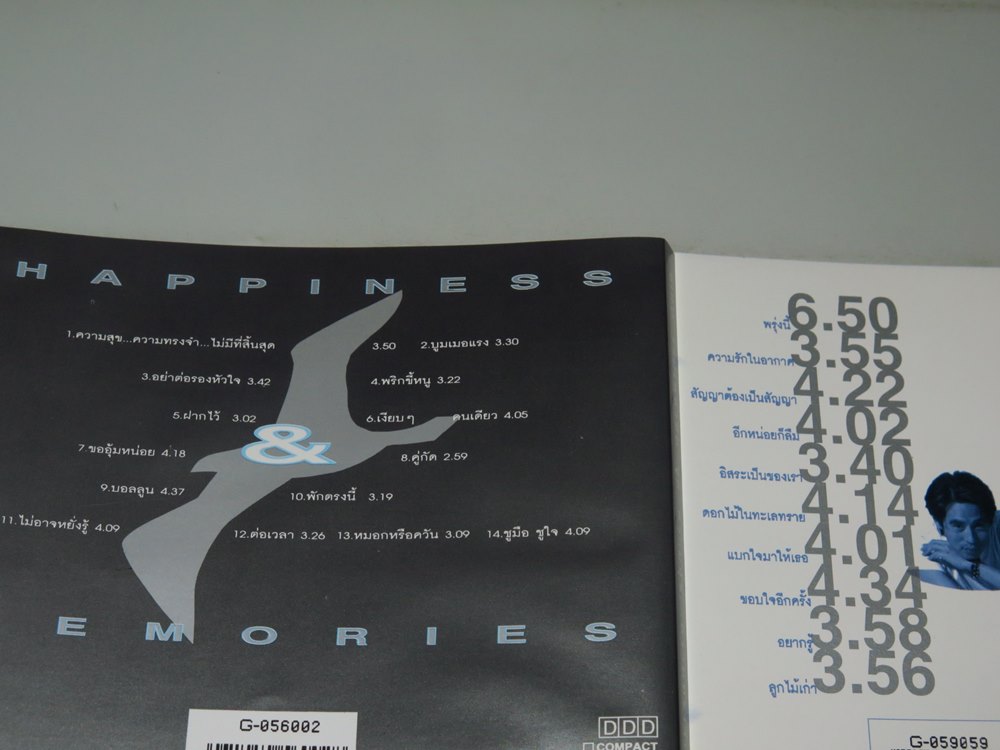 HAPPINESS
1.ความสุข...ความทรงจำ...ไม่มีที่สิ้นสุด 3.50 2.บูมเมอแรง 3.30
3.อย่าต่อรองหัวใจ 3.42 4.พริกขี้หนู 3.22
5.ฝากไว้ 3.02 6.เงียบๆ คนเดียว 4.05
&
7.ขออุ้มหน่อย 4.18 8.คู่กัด 2.59
9.บอลลูน 4.37 10.พักตรงนี้ 3.19
11.ไม่อาจหยั่งรู้ 4.09 12.ต่อเวลา 3.26 13.หมอกหรือควัน 3.09 14.ชูมือ ชูใจ 4.09
EMORIES
G-056002
DDD
COMPACT
พรุ่งนี้ 6.50
ความรักในอากาศ 3.55
สัญญาต้องเป็นสัญญา 4.22
อีกหน่อยก็ลืม 4.02
อิสระเป็นของเรา 3.40
ดอกไม้ในทะเลทราย 4.14
แบกใจมาให้เธอ 4.01
ขอบใจอีกครั้ง 4.34
อยากรู้ 3.58
ลูกไม้เก่า 3.56
G-059059